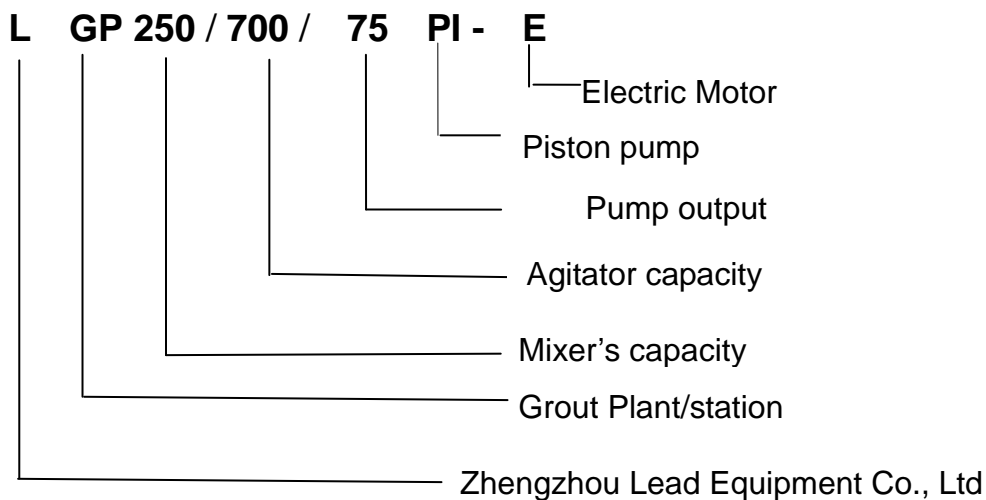 L GP 250 / 700 / 75 PI - E
Electric Motor
Piston pump
Pump output
Agitator capacity
Mixer’s capacity
Grout Plant/station
Zhengzhou Lead Equipment Co., Ltd